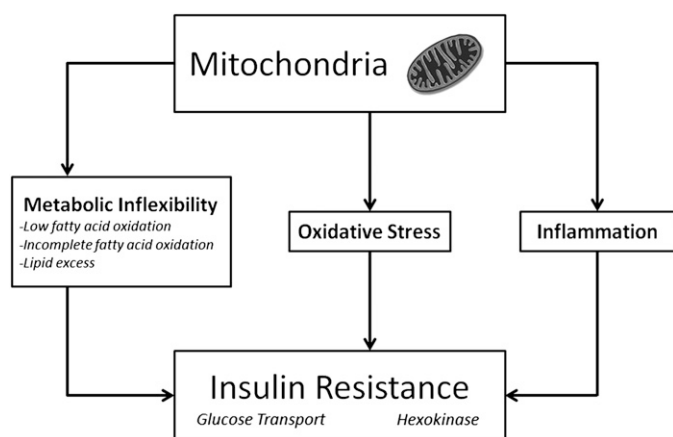 Mitochondria
Metabolic Inflexibility
-Low fatty acid oxidation
-Incomplete fatty acid oxidation
-Lipid excess
Oxidative Stress
Inflammation
Insulin Resistance
Glucose Transport Hexokinase